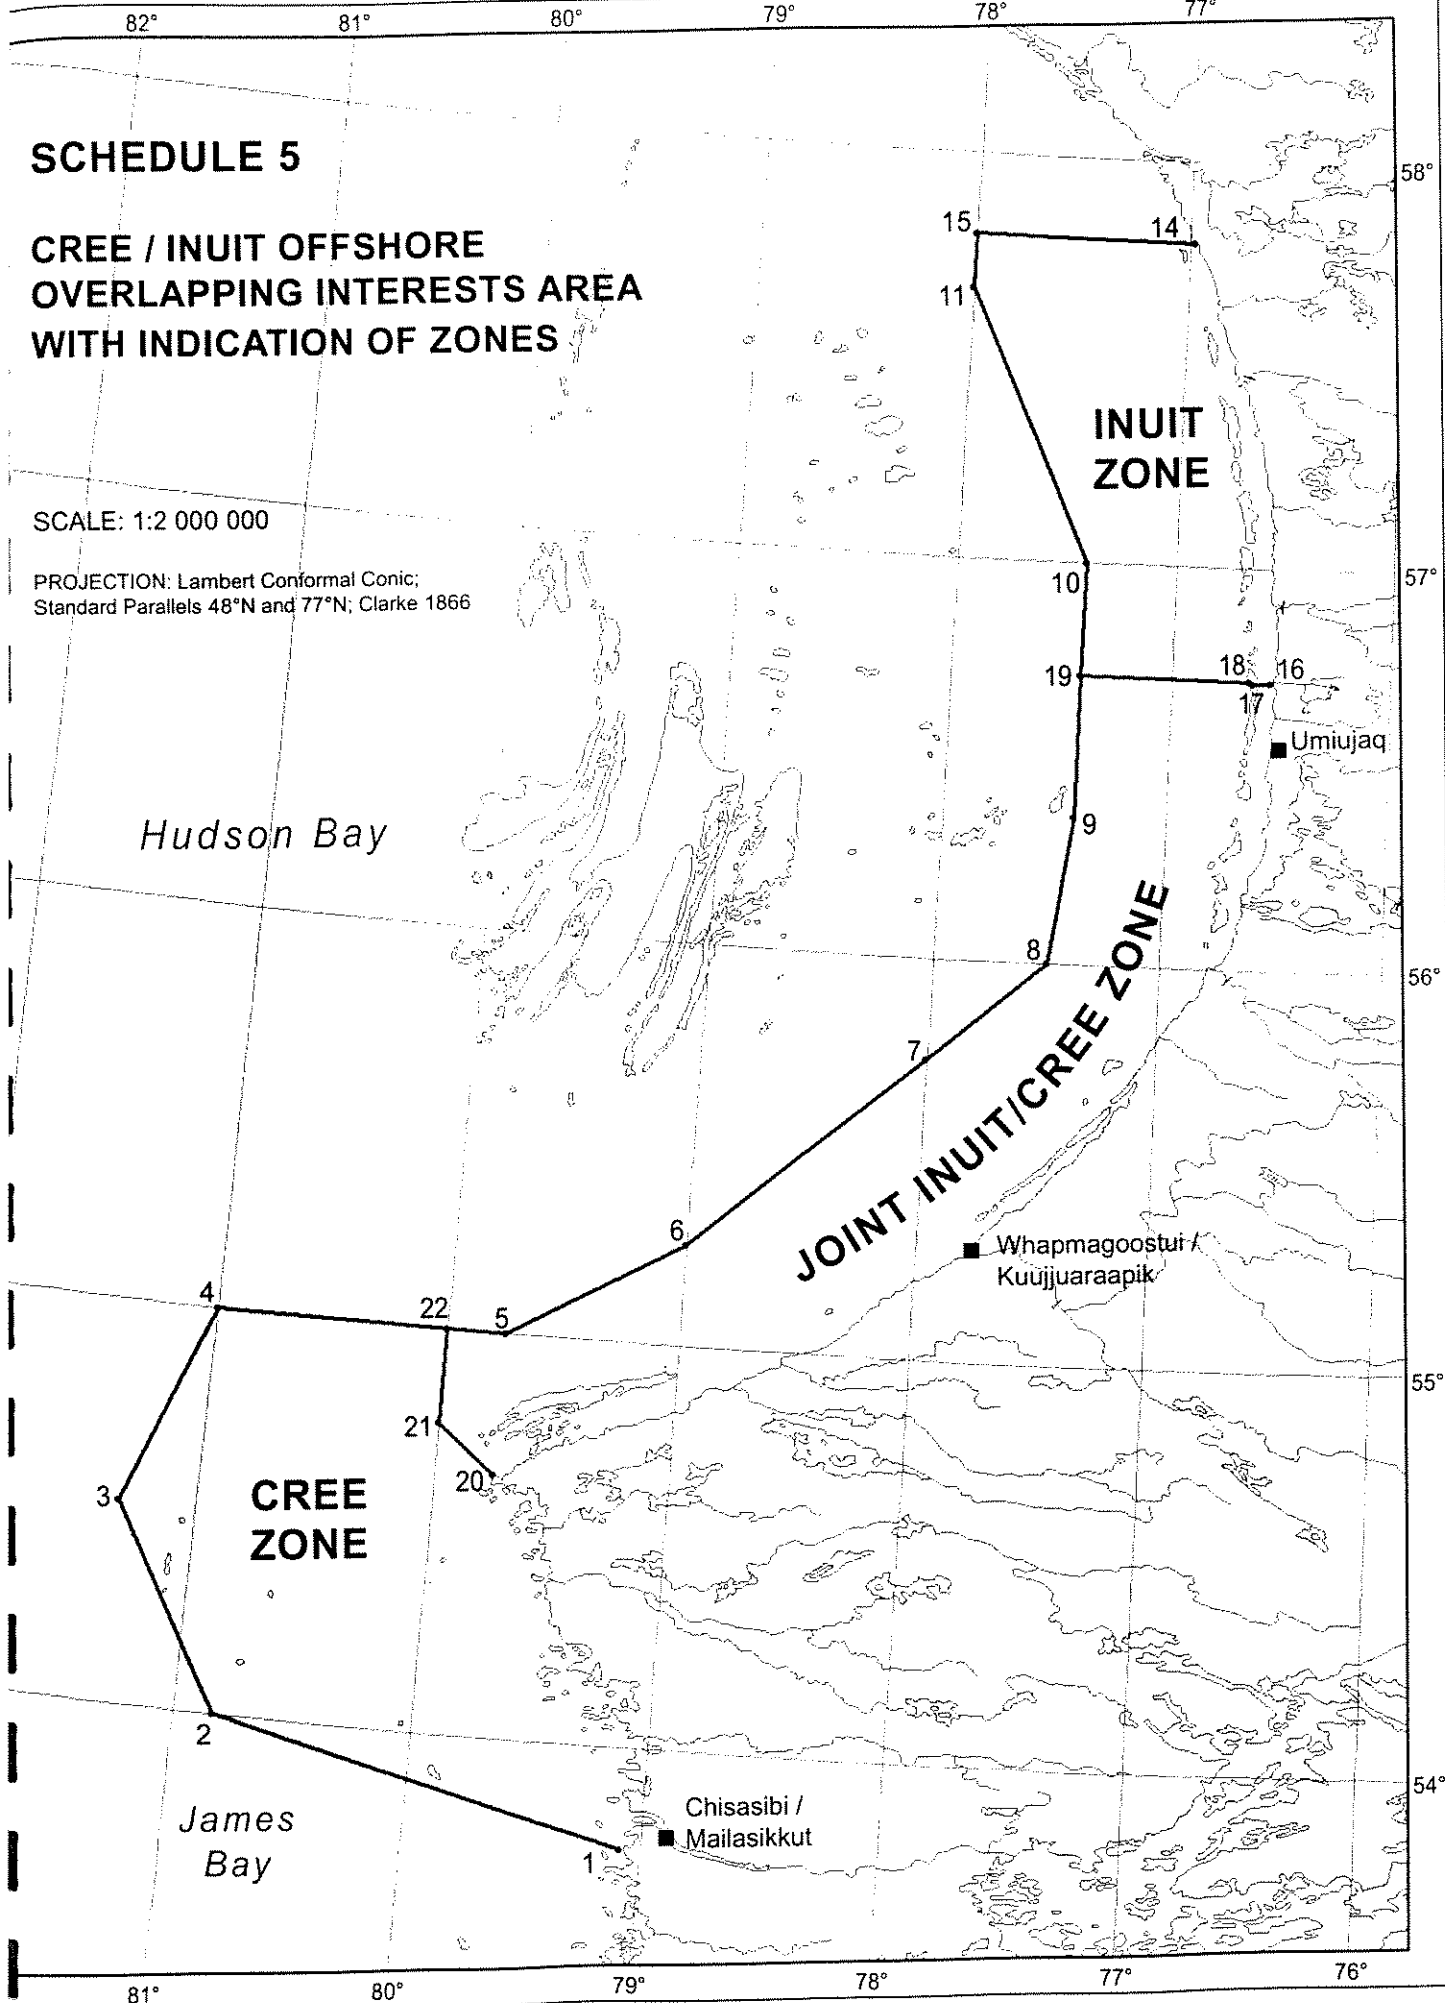 82° 81° 80° 79° 78° 77°
SCHEDULE 5
58°
CREE / INUIT OFFSHORE
OVERLAPPING INTERESTS AREA
WITH INDICATION OF ZONES
15 14
11
INUIT
ZONE
SCALE: 1:2 000 000
PROJECTION: Lambert Conformal Conic;
Standard Parallels 48°N and 77°N; Clarke 1866
10
57°
19 18 16
17
Umiujaq
Hudson Bay
9
8
56°
7
JOINT INUIT/CREE ZONE
6
Whapmagoostui /
Kuujjuaraapik
4
22 5
55°
21
20
3
CREE
ZONE
2
54°
James
Bay
Chisasibi /
Mailasikkut
1
81° 80° 79° 78° 77° 76°